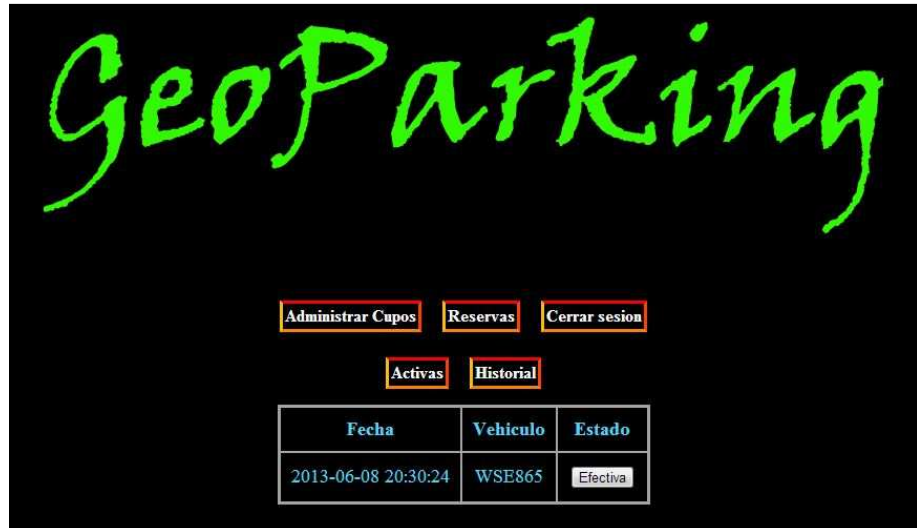 GeoParking
Administrar Cupos Reservas Cerrar sesion
Activas Historial
Fecha Vehiculo Estado
2013-06-08 20:30:24 WSE865 Efectiva